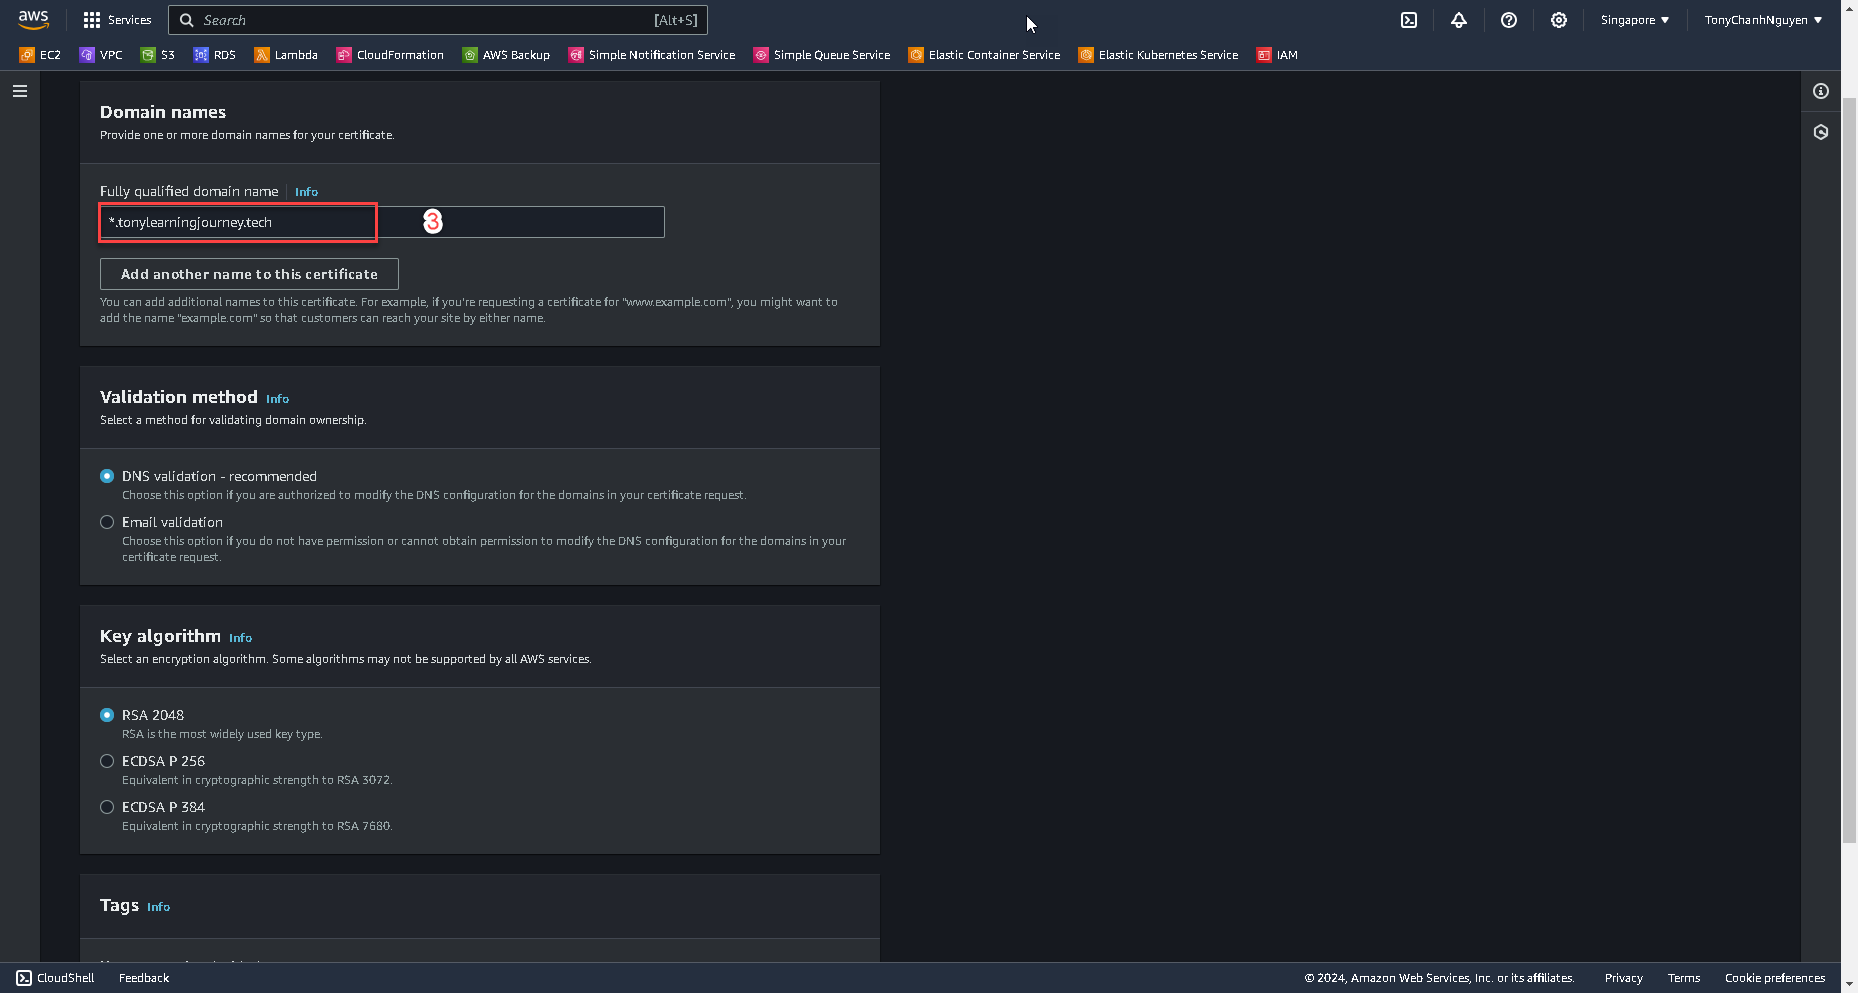 aws Services Search [Alt+S] Singapore ▼ TonyChanhNguyen ▼
EC2 VPC S3 RDS Lambda CloudFormation AWS Backup Simple Notification Service Simple Queue Service Elastic Container Service Elastic Kubernetes Service IAM
Domain names
Provide one or more domain names for your certificate.
Fully qualified domain name Info
*.tonylearningjourney.tech 3
Add another name to this certificate
You can add additional names to this certificate. For example, if you're requesting a certificate for "www.example.com", you might want to
add the name "example.com" so that customers can reach your site by either name.
Validation method Info
Select a method for validating domain ownership.
DNS validation - recommended
Choose this option if you are authorized to modify the DNS configuration for the domains in your certificate request.
Email validation
Choose this option if you do not have permission or cannot obtain permission to modify the DNS configuration for the domains in your
certificate request.
Key algorithm Info
Select an encryption algorithm. Some algorithms may not be supported by all AWS services.
RSA 2048
RSA is the most widely used key type.
ECDSA P 256
Equivalent in cryptographic strength to RSA 3072.
ECDSA P 384
Equivalent in cryptographic strength to RSA 7680.
Tags Info
CloudShell Feedback © 2024, Amazon Web Services, Inc. or its affiliates. Privacy Terms Cookie preferences